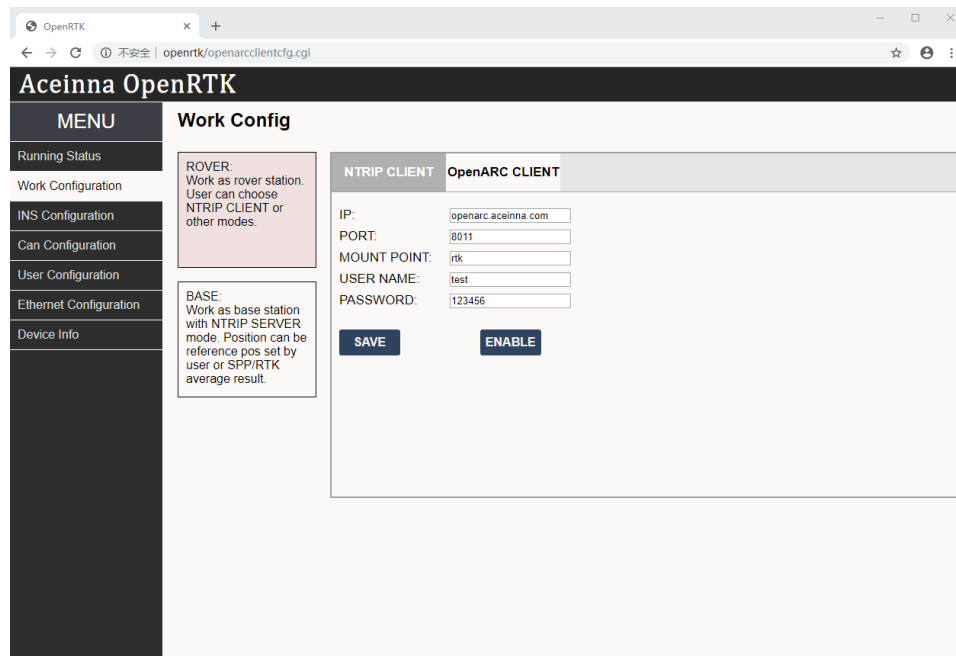 OpenRTK
不安全 | openrtk/openarcclientcfg.cgi
Aceinna OpenRTK
MENU
Running Status
Work Configuration
INS Configuration
Can Configuration
User Configuration
Ethernet Configuration
Device Info
Work Config
ROVER:
Work as rover station.
User can choose
NTRIP CLIENT or
other modes.
BASE:
Work as base station
with NTRIP SERVER
mode. Position can be
reference pos set by
user or SPP/RTK
average result.
NTRIP CLIENT OpenARC CLIENT
IP: openarc.aceinna.com
PORT: 8011
MOUNT POINT: rtk
USER NAME: test
PASSWORD: 123456
SAVE ENABLE